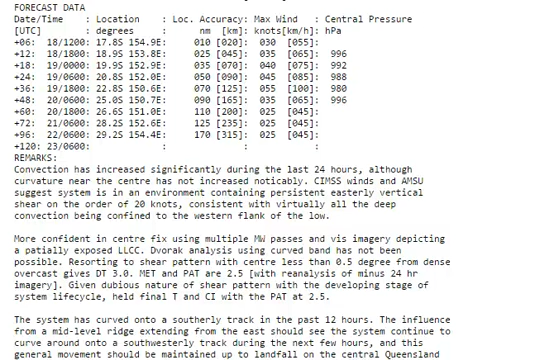 FORECAST DATA
Date/Time : Location : Loc. Accuracy: Max Wind : Central Pressure
[UTC] : degrees : nm [km]: knots[km/h]: hPa
+06: 18/1200: 17.8S 154.9E: 010 [020]: 030 [055]:
+12: 18/1800: 18.9S 153.8E: 025 [045]: 035 [065]: 996
+18: 19/0000: 19.9S 152.9E: 035 [070]: 040 [075]: 992
+24: 19/0600: 20.8S 152.0E: 050 [090]: 045 [085]: 988
+36: 19/1800: 22.8S 150.6E: 070 [125]: 055 [100]: 980
+48: 20/0600: 25.0S 150.7E: 090 [165]: 035 [065]: 996
+60: 20/1800: 26.6S 151.0E: 110 [200]: 025 [045]:
+72: 21/0600: 28.2S 152.6E: 125 [235]: 025 [045]:
+96: 22/0600: 29.2S 154.4E: 170 [315]: 025 [045]:
+120: 23/0600: : : :
REMARKS:
Convection has increased significantly during the last 24 hours, although
curvature near the centre has not increased noticably. CIMSS winds and AMSU
suggest system is in an environment containing persistent easterly vertical
shear on the order of 20 knots, consistent with virtually all the deep
convection being confined to the western flank of the low.
More confident in centre fix using multiple MW passes and vis imagery depicting
a patially exposed LLCC. Dvorak analysis using curved band has not been
possible. Resorting to shear pattern with centre less than 0.5 degree from dense
overcast gives DT 3.0. MET and PAT are 2.5 [with reanalysis of minus 24 hr
imagery]. Given dubious nature of shear pattern with the developing stage of
system lifecycle, held final T and CI with the PAT at 2.5.
The system has curved onto a southerly track in the past 12 hours. The influence
from a mid-level ridge extending from the east should see the system continue to
curve around onto a southwesterly track during the next few hours, and this
general movement should be maintained up to landfall on the central Queensland